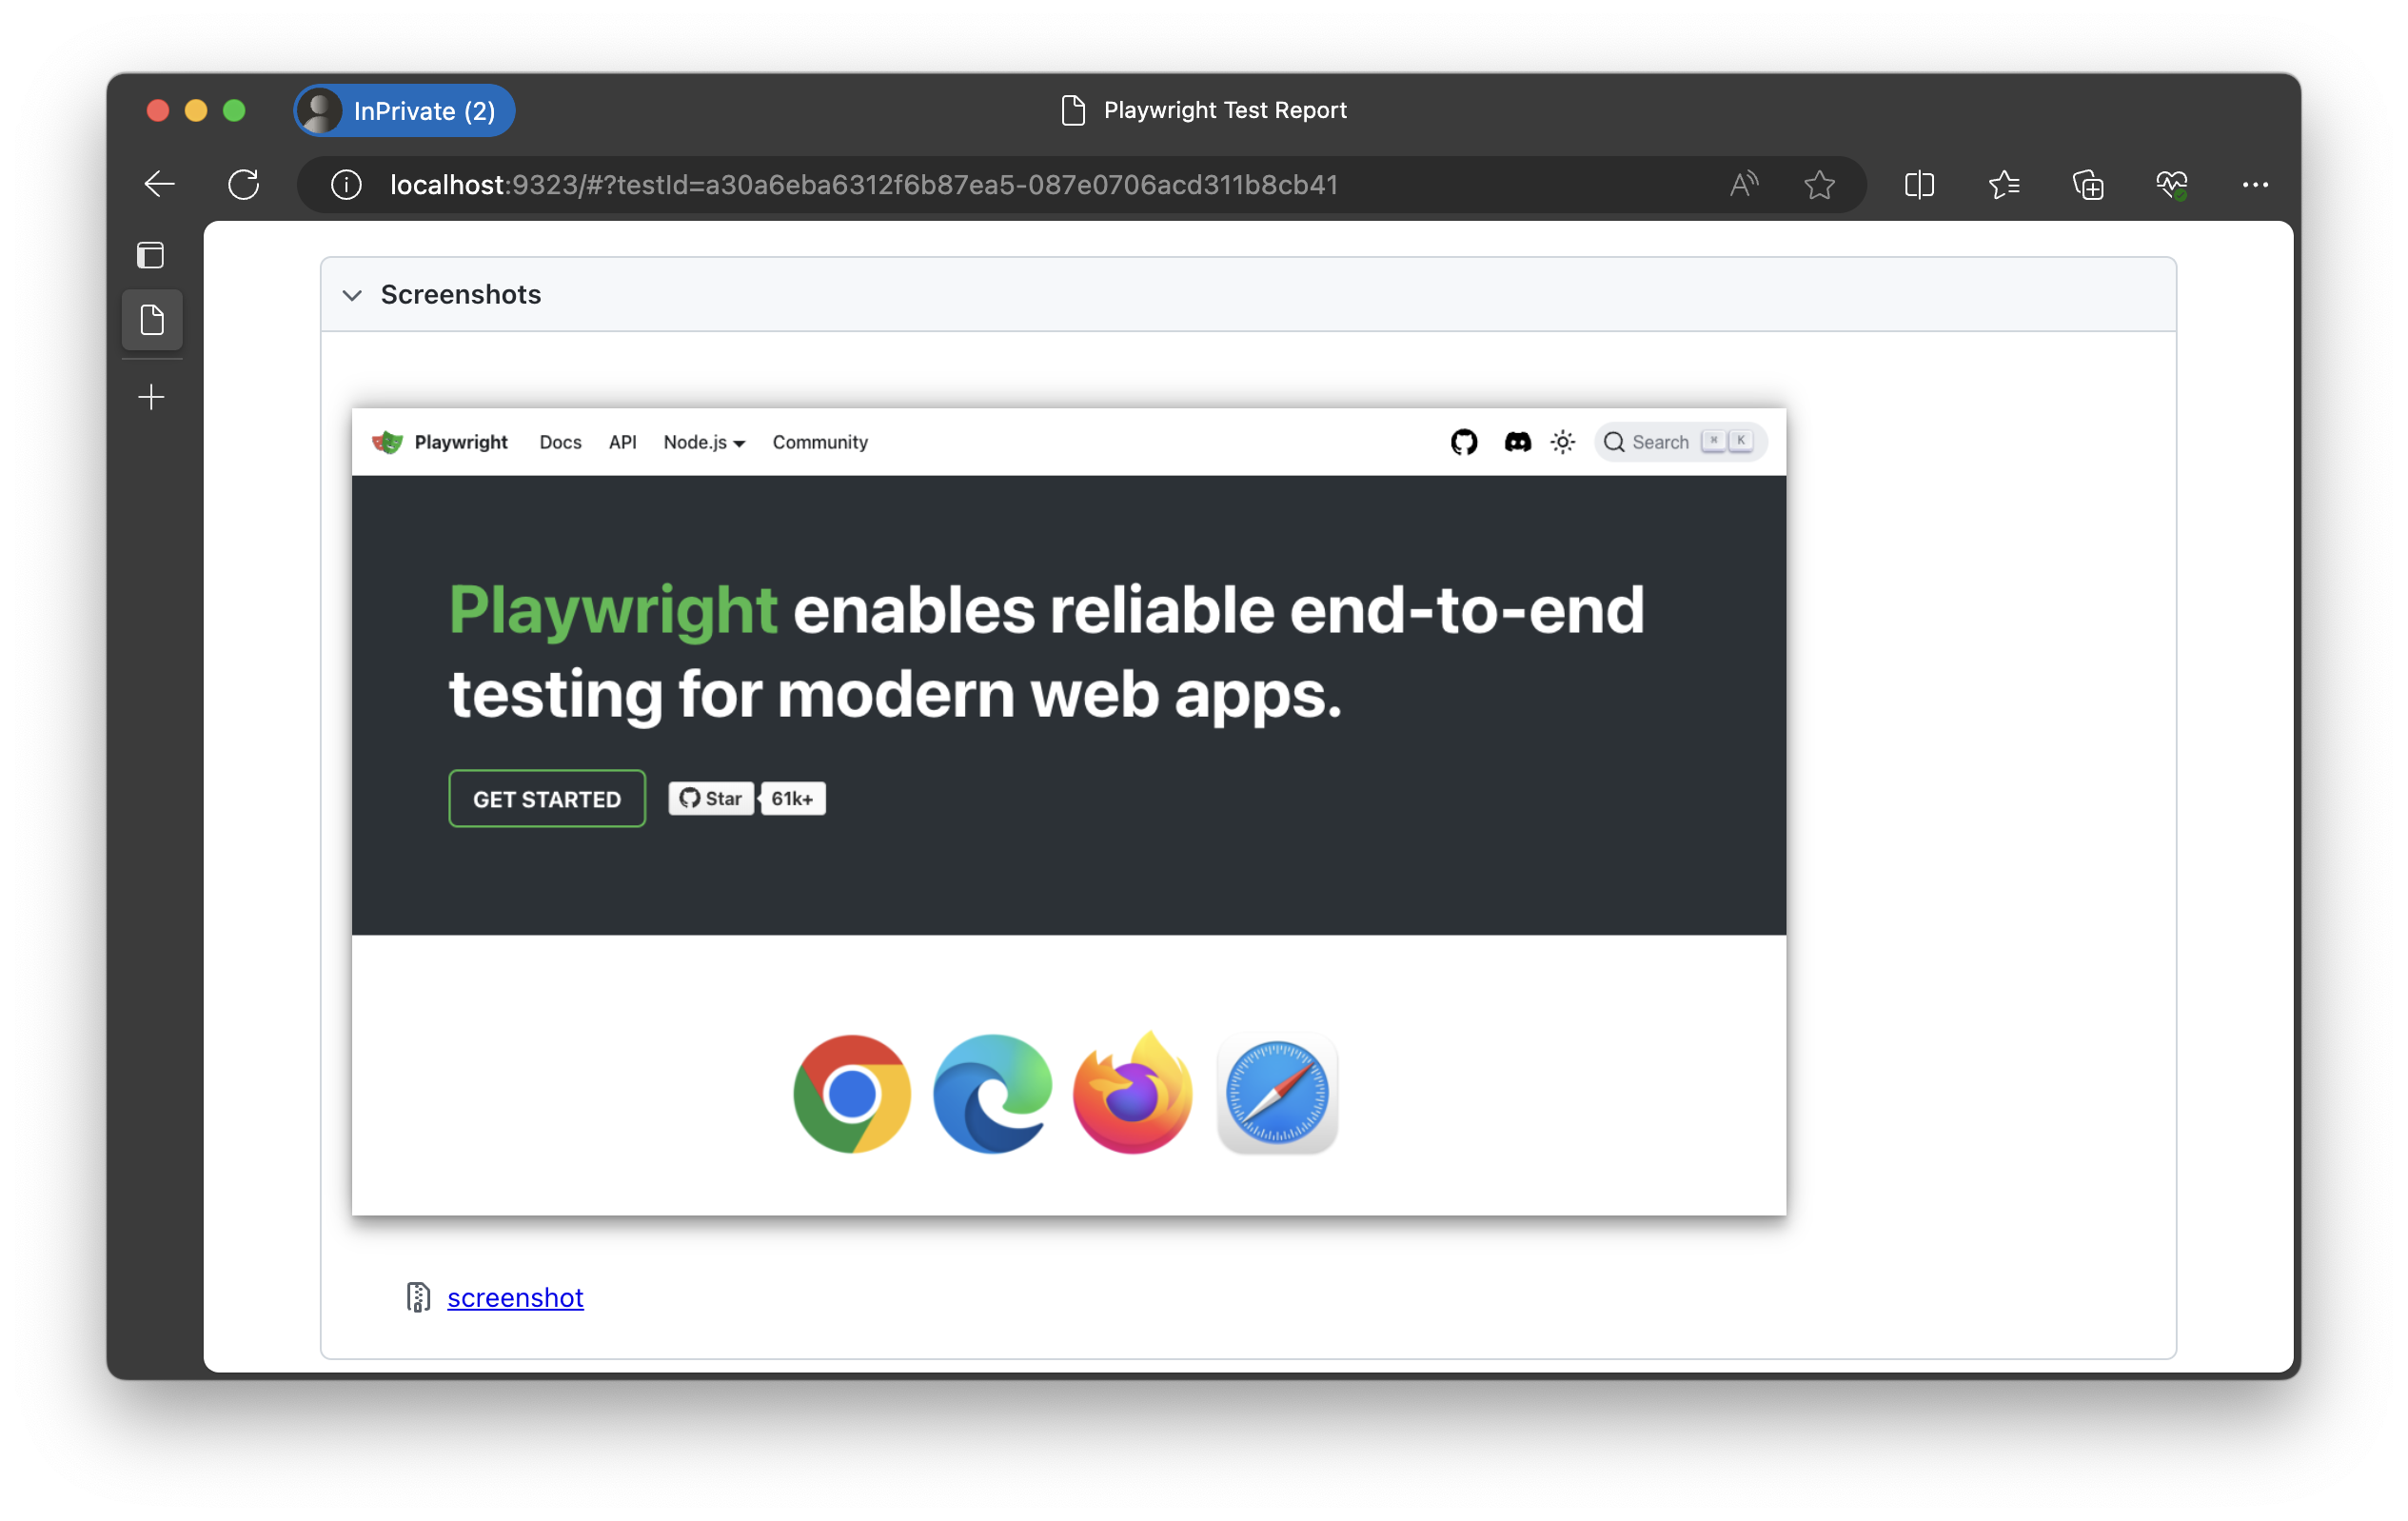 InPrivate (2)
Playwright Test Report
localhost:9323/#?testId=a30a6eba6312f6b87ea5-087e0706acd311b8cb41
Screenshots
Playwright Docs API Node.js Community Search ⌘ K
Playwright enables reliable end-to-end
testing for modern web apps.
GET STARTED Star 61k+
screenshot